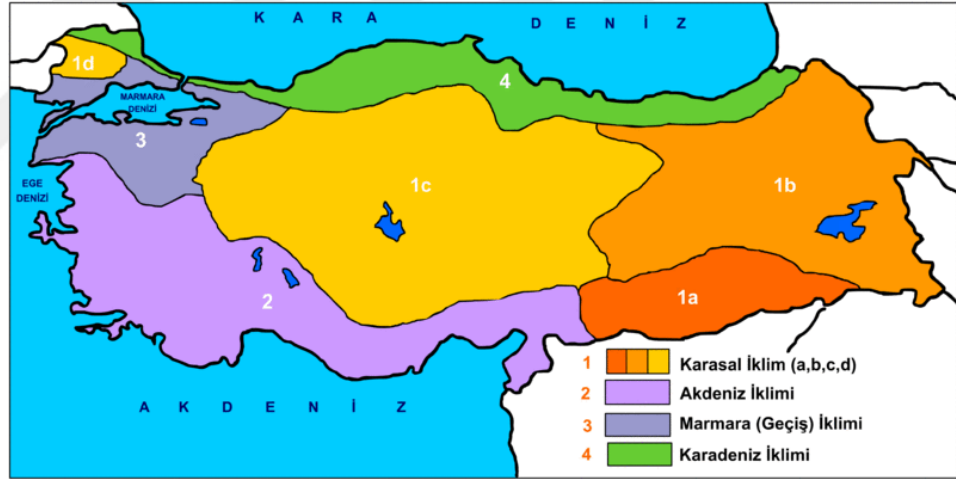 K A R A D E N İ Z
1d
MARMARA
DENİZİ
4
3
EGE
DENİZİ
1c
1b
2
1a
A K D E N İ Z
1 Karasal İklim (a,b,c,d)
2 Akdeniz İklimi
3 Marmara (Geçiş) İklimi
4 Karadeniz İklimi